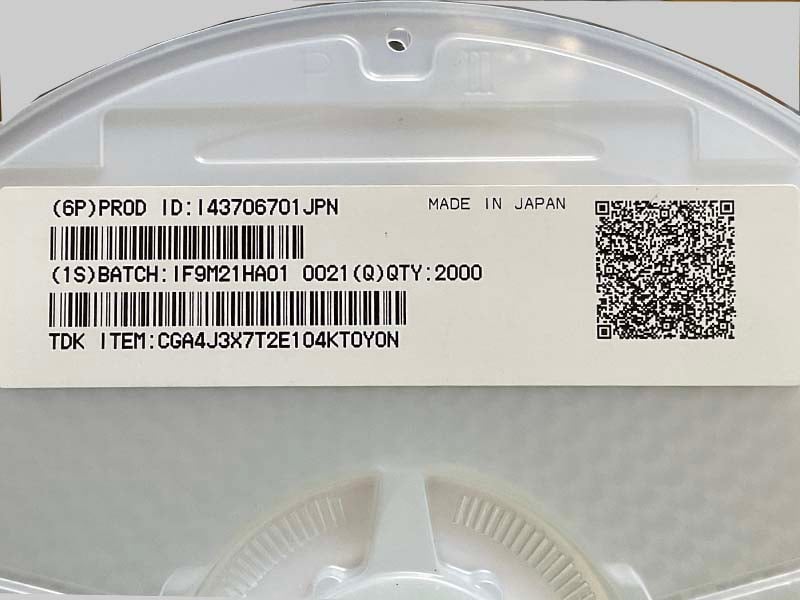 (6P)PROD ID:I43706701JPN
MADE IN JAPAN
(1S)BATCH:IF9M21HA01 0021(Q)QTY:2000
TDK ITEM:CGA4J3X7T2E104KT0Y0N